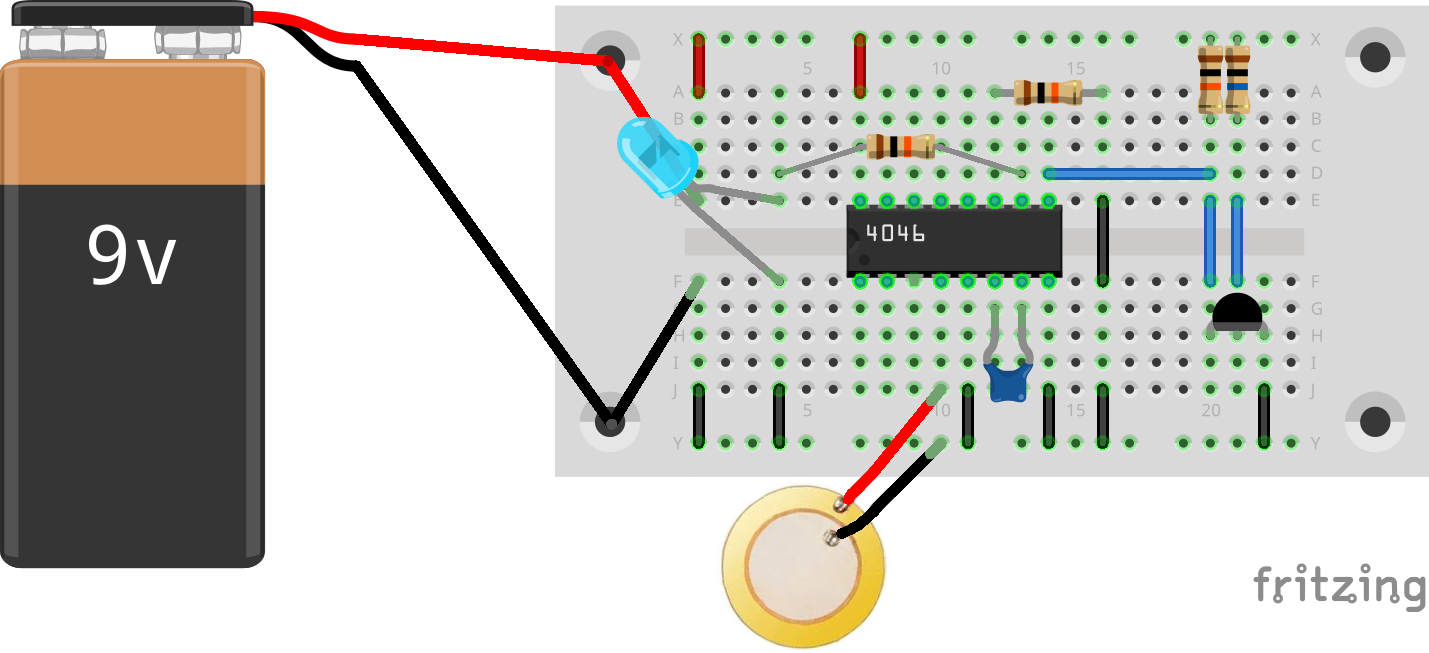 X 5 10 15 X
A A
B B
C C
D D
E E
9v
4046
F F
G G
H H
I I
J J
5 10 15 20
Y Y
fritzing